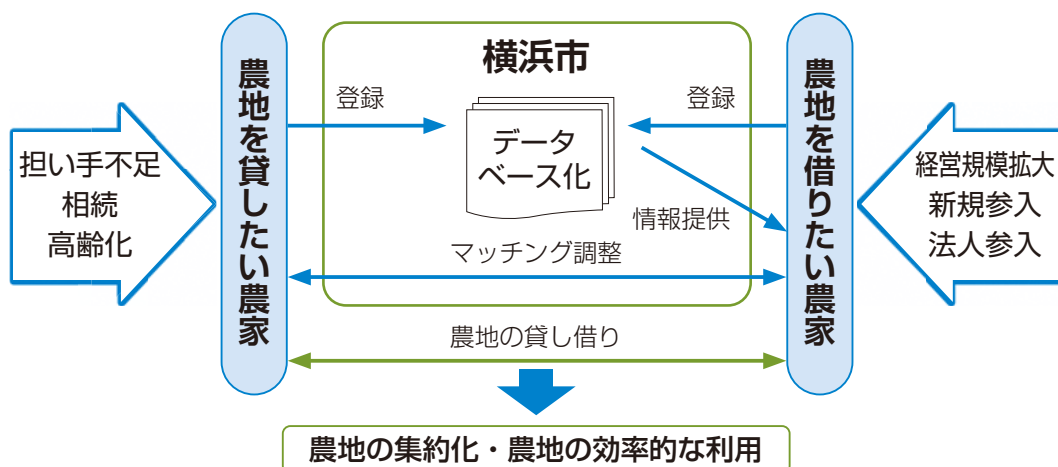 横浜市
農地を貸したい農家
農地を借りたい農家
登録
登録
データ
ベース化
担い手不足
相続
高齢化
経営規模拡大
新規参入
法人参入
情報提供
マッチング調整
農地の貸し借り
農地の集約化・農地の効率的な利用